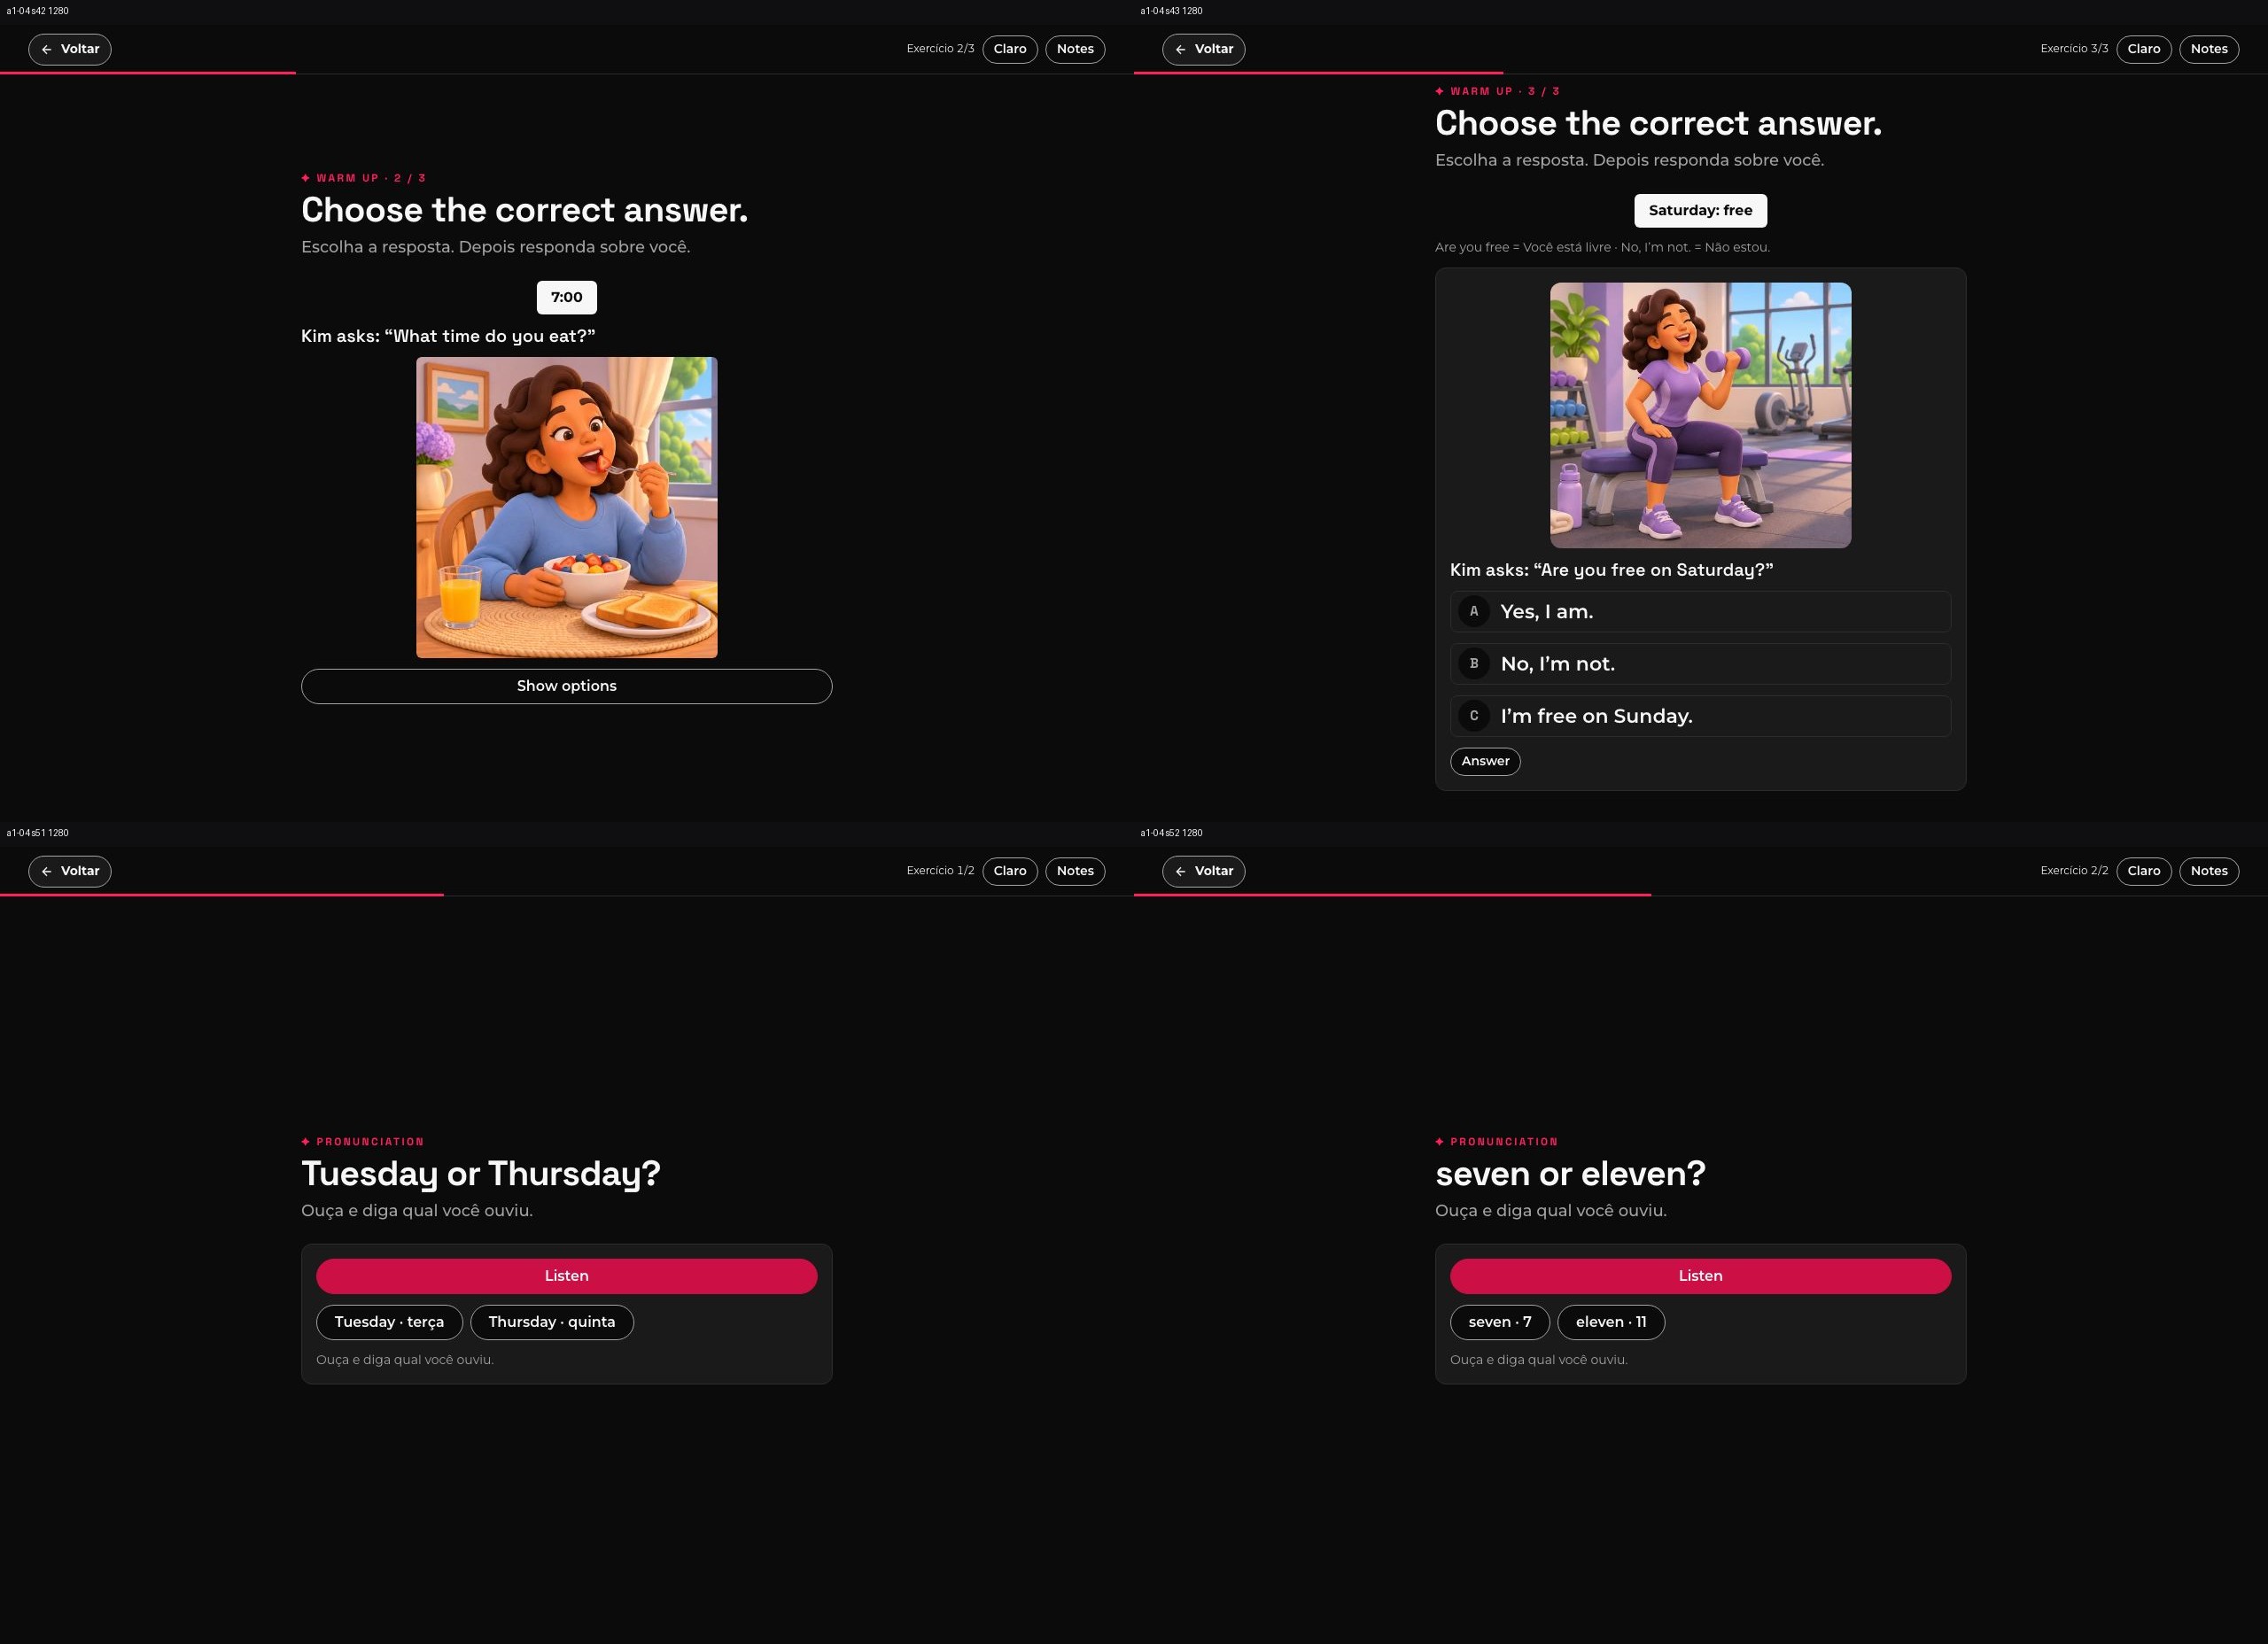 a1-04 s42 1280
← Voltar
Exercício 2/3
Claro
Notes
✦ WARM UP · 2 / 3
Choose the correct answer.
Escolha a resposta. Depois responda sobre você.
7:00
Kim asks: “What time do you eat?”
Show options
a1-04 s43 1280
← Voltar
Exercício 3/3
Claro
Notes
✦ WARM UP · 3 / 3
Choose the correct answer.
Escolha a resposta. Depois responda sobre você.
Saturday: free
Are you free = Você está livre · No, I’m not. = Não estou.
Kim asks: “Are you free on Saturday?”
A Yes, I am.
B No, I’m not.
C I’m free on Sunday.
Answer
a1-04 s51 1280
← Voltar
Exercício 1/2
Claro
Notes
✦ PRONUNCIATION
Tuesday or Thursday?
Ouça e diga qual você ouviu.
Listen
Tuesday · terça
Thursday · quinta
Ouça e diga qual você ouviu.
a1-04 s52 1280
← Voltar
Exercício 2/2
Claro
Notes
✦ PRONUNCIATION
seven or eleven?
Ouça e diga qual você ouviu.
Listen
seven · 7
eleven · 11
Ouça e diga qual você ouviu.